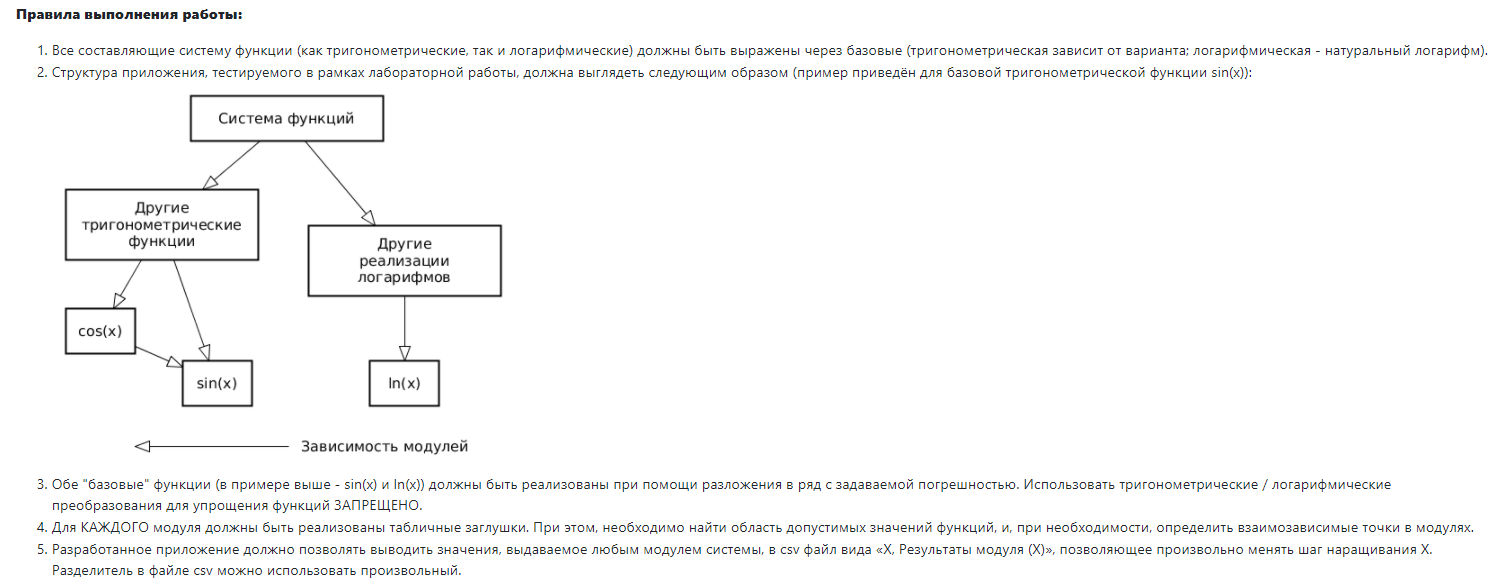 Правила выполнения работы:
1. Все составляющие систему функции (как тригонометрические, так и логарифмические) должны быть выражены через базовые (тригонометрическая зависит от варианта; логарифмическая - натуральный логарифм).
2. Структура приложения, тестируемого в рамках лабораторной работы, должна выглядеть следующим образом (пример приведён для базовой тригонометрической функции sin(x)):
Система функций
Другие
тригонометрические
функции
Другие
реализации
логарифмов
cos(x)
sin(x)
ln(x)
Зависимость модулей
3. Обе "базовые" функции (в примере выше - sin(x) и ln(x)) должны быть реализованы при помощи разложения в ряд с задаваемой погрешностью. Использовать тригонометрические / логарифмические
преобразования для упрощения функций ЗАПРЕЩЕНО.
4. Для КАЖДОГО модуля должны быть реализованы табличные заглушки. При этом, необходимо найти область допустимых значений функций, и, при необходимости, определить взаимозависимые точки в модулях.
5. Разработанное приложение должно позволять выводить значения, выдаваемое любым модулем системы, в csv файл вида «X, Результаты модуля (X)», позволяющее произвольно менять шаг наращивания X.
Разделитель в файле csv можно использовать произвольный.